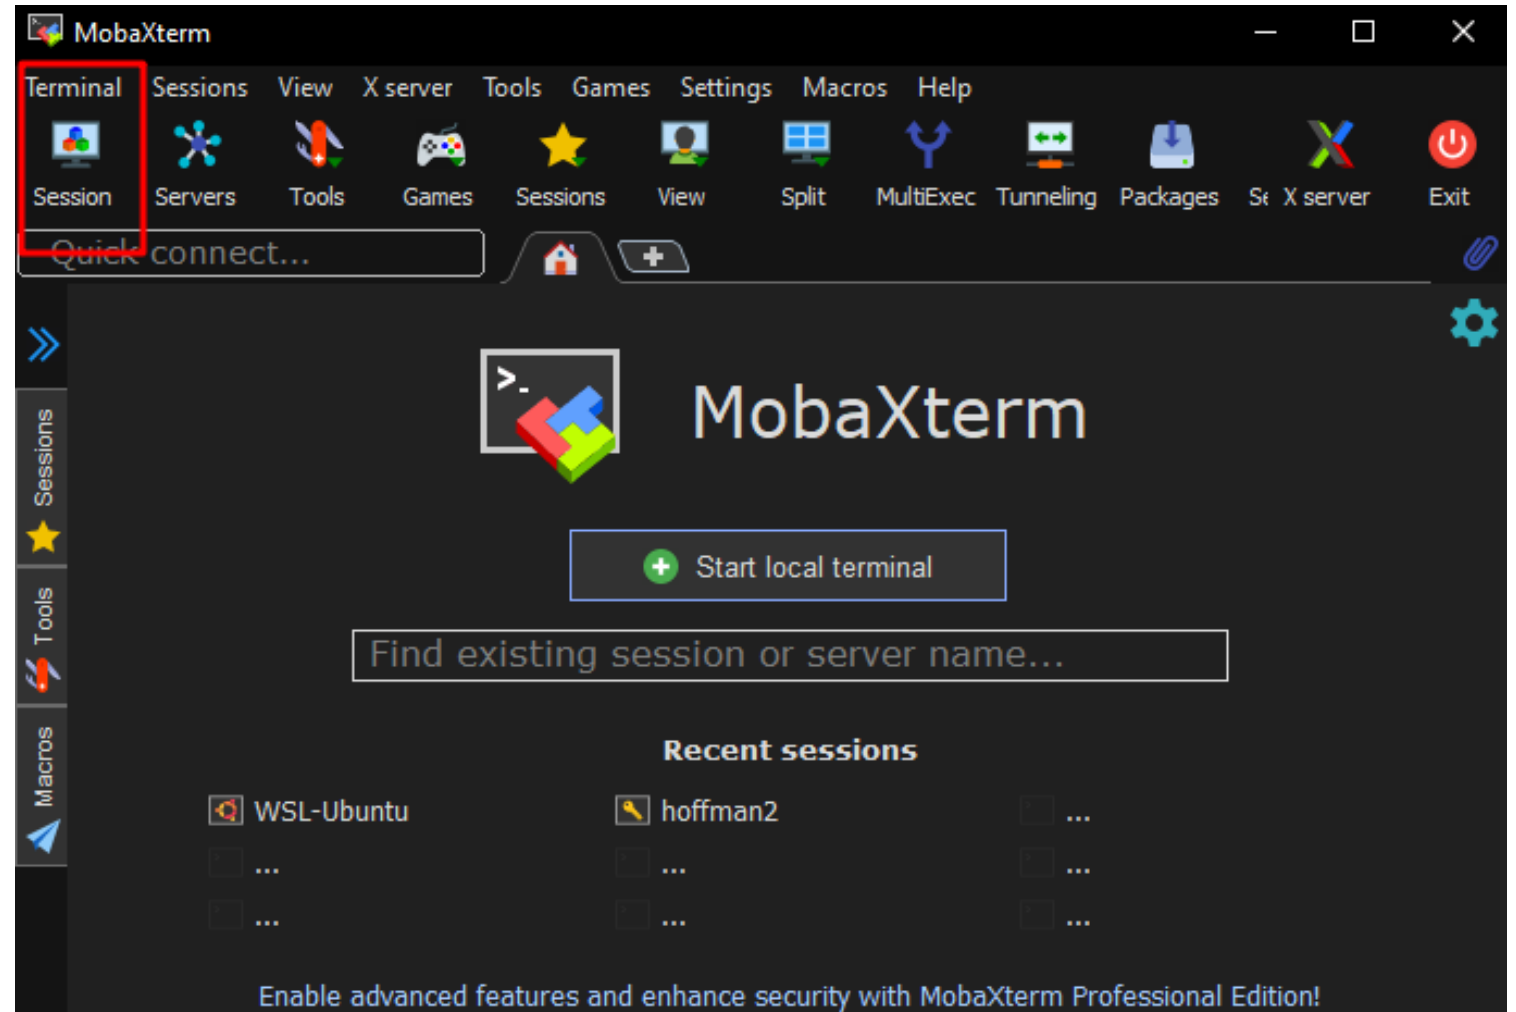 MobaXterm
Terminal Sessions View X server Tools Games Settings Macros Help
Session Servers Tools Games Sessions View Split MultiExec Tunneling Packages Se X server Exit
Quick connect...
Sessions
Tools
Macros
>_
MobaXterm
Start local terminal
Find existing session or server name...
Recent sessions
WSL-Ubuntu hoffman2 ...
... ... ...
... ... ...
Enable advanced features and enhance security with MobaXterm Professional Edition!